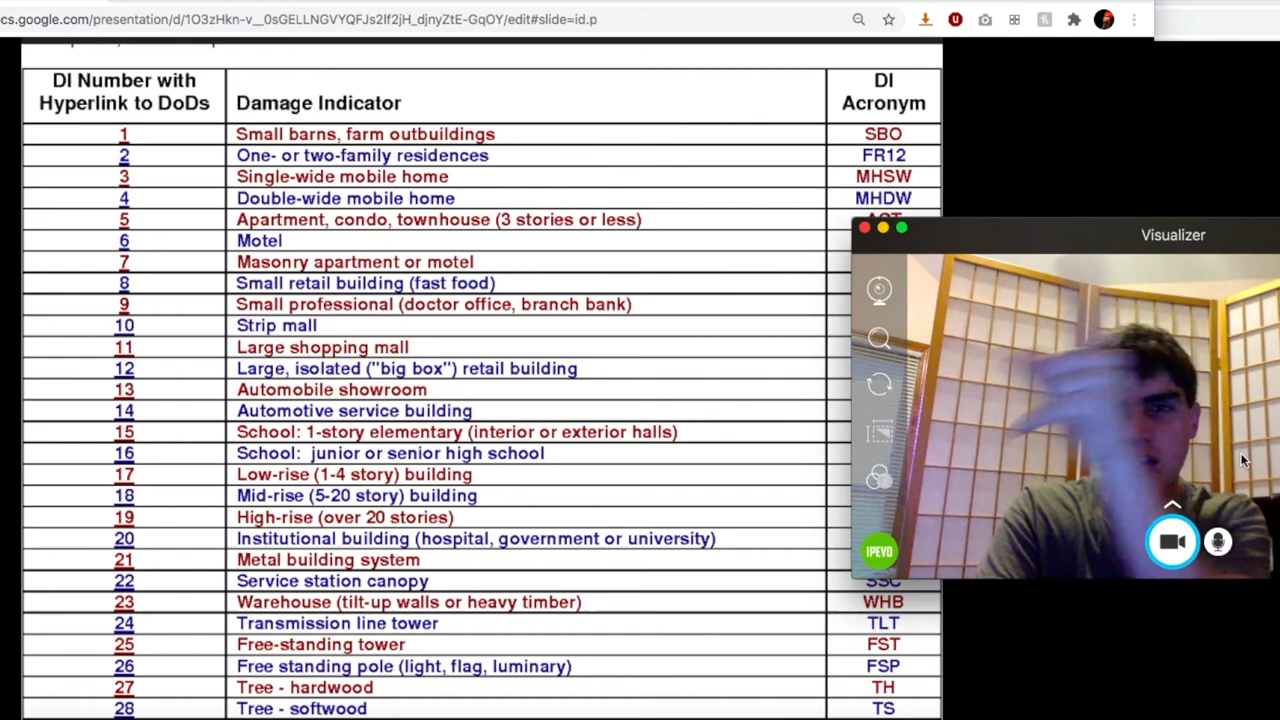 cs.google.com/presentation/d/1O3zHkn-v__0sGELLNGVYQFJs2If2jH_djnyZtE-GqOY/edit#slide=id.p
DI Number with Hyperlink to DoDs Damage Indicator DI Acronym
1 Small barns, farm outbuildings SBO
2 One- or two-family residences FR12
3 Single-wide mobile home MHSW
4 Double-wide mobile home MHDW
5 Apartment, condo, townhouse (3 stories or less)
6 Motel
7 Masonry apartment or motel
8 Small retail building (fast food)
9 Small professional (doctor office, branch bank)
10 Strip mall
11 Large shopping mall
12 Large, isolated ("big box") retail building
13 Automobile showroom
14 Automotive service building
15 School: 1-story elementary (interior or exterior halls)
16 School: junior or senior high school
17 Low-rise (1-4 story) building
18 Mid-rise (5-20 story) building
19 High-rise (over 20 stories)
20 Institutional building (hospital, government or university)
21 Metal building system
22 Service station canopy
23 Warehouse (tilt-up walls or heavy timber) WHB
24 Transmission line tower TLT
25 Free-standing tower FST
26 Free standing pole (light, flag, luminary) FSP
27 Tree - hardwood TH
28 Tree - softwood TS
Visualizer
IPEVO